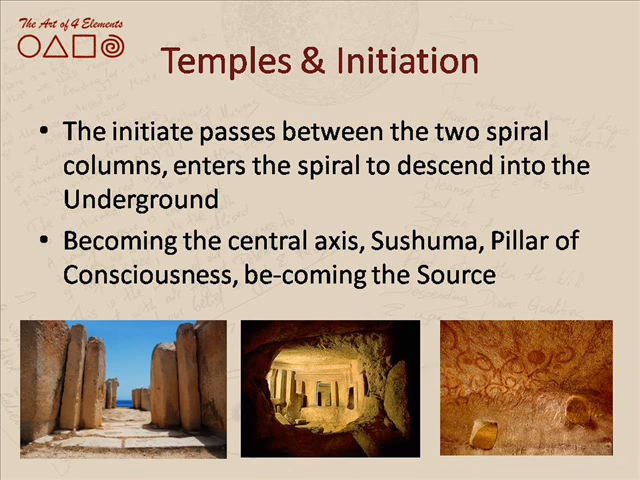 The Art of 4 Elements
Temples & Initiation
• The initiate passes between the two spiral
columns, enters the spiral to descend into the
Underground
• Becoming the central axis, Sushuma, Pillar of
Consciousness, be-coming the Source